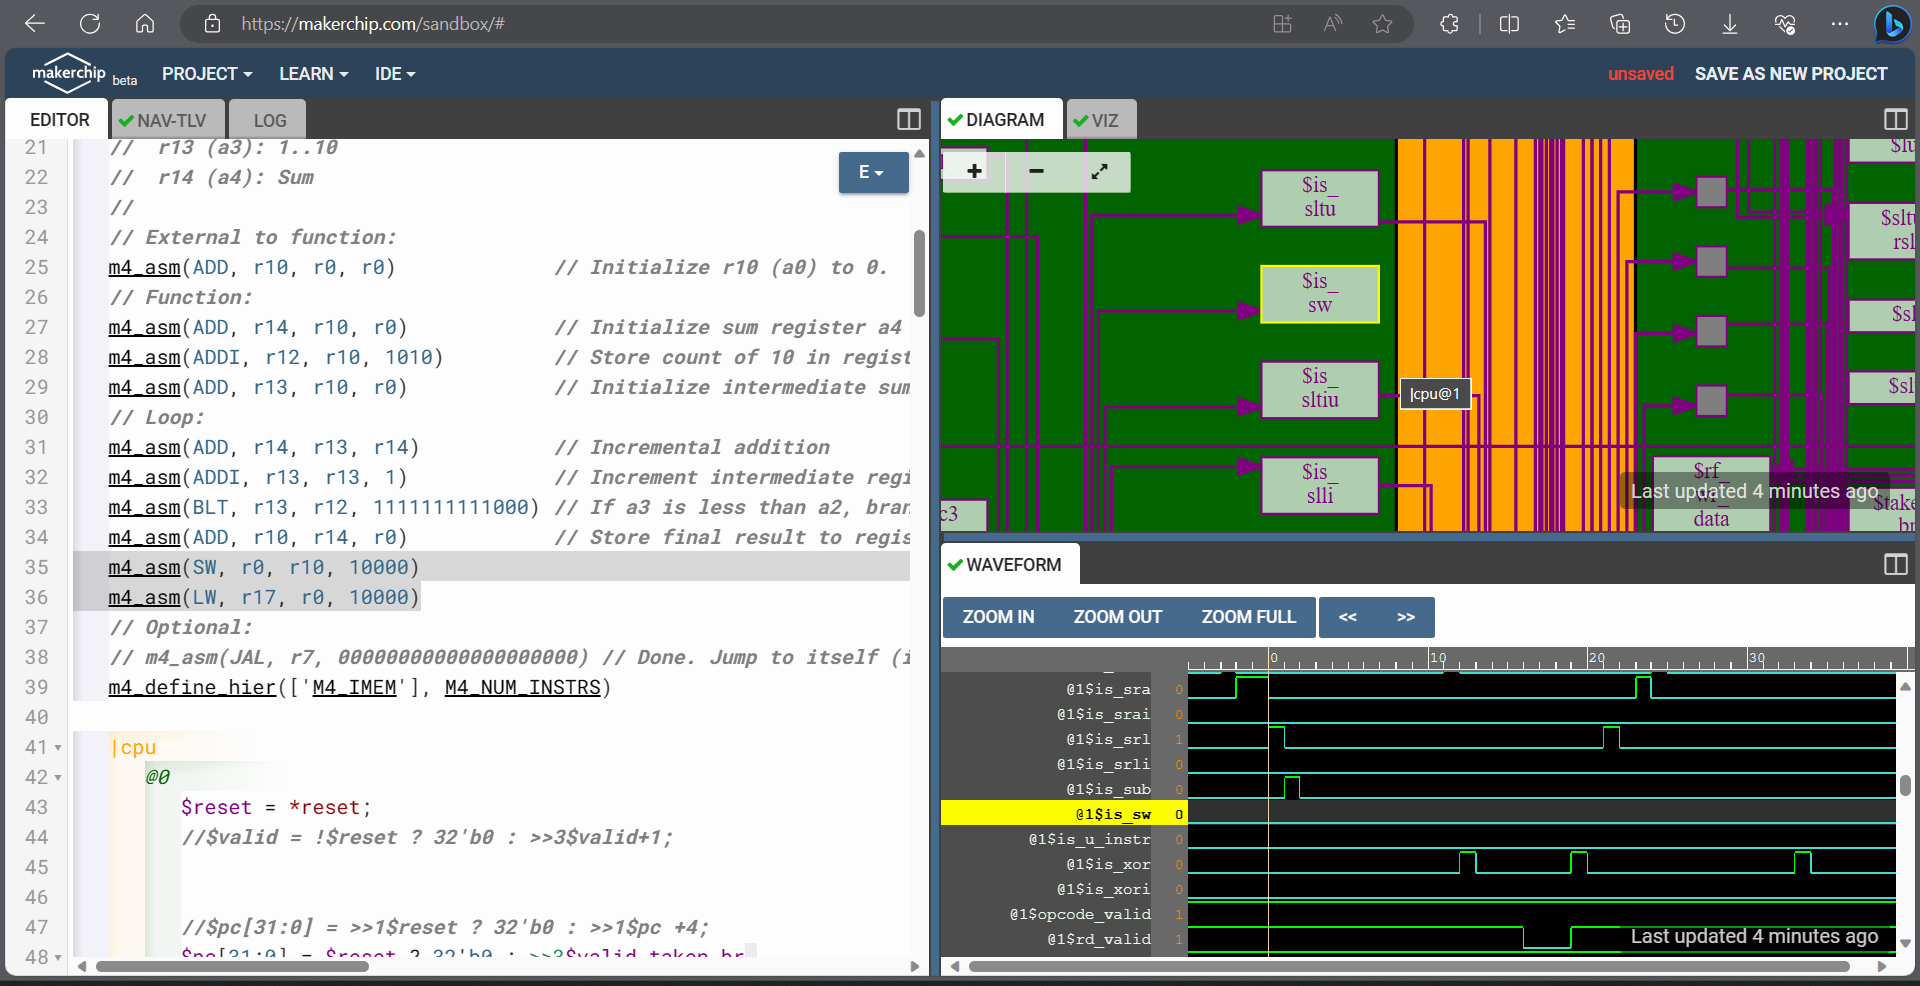 https://makerchip.com/sandbox/#
makerchip beta
PROJECT
LEARN
IDE
unsaved
SAVE AS NEW PROJECT
EDITOR
NAV-TLV
LOG
E
21 // r13 (a3): 1..10
22 // r14 (a4): Sum
23 //
24 // External to function:
25 m4_asm(ADD, r10, r0, r0) // Initialize r10 (a0) to 0.
26 // Function:
27 m4_asm(ADD, r14, r10, r0) // Initialize sum register a4
28 m4_asm(ADDI, r12, r10, 1010) // Store count of 10 in regist
29 m4_asm(ADD, r13, r10, r0) // Initialize intermediate sum
30 // Loop:
31 m4_asm(ADD, r14, r13, r14) // Incremental addition
32 m4_asm(ADDI, r13, r13, 1) // Increment intermediate regi
33 m4_asm(BLT, r13, r12, 1111111111000) // If a3 is less than a2, bran
34 m4_asm(ADD, r10, r14, r0) // Store final result to regis
35 m4_asm(SW, r0, r10, 10000)
36 m4_asm(LW, r17, r0, 10000)
37 // Optional:
38 // m4_asm(JAL, r7, 00000000000000000000) // Done. Jump to itself (i
39 m4_define_hier(['M4_IMEM'], M4_NUM_INSTRS)
40
41 |cpu
42 @0
43 $reset = *reset;
44 //$valid = !$reset ? 32'b0 : >>3$valid+1;
45
46
47 //$pc[31:0] = >>1$reset ? 32'b0 : >>1$pc +4;
48 $pc[31:0] = $reset ? 32'b0 : >>3$valid_taken_br
DIAGRAM
VIZ
+
−
$is_
sltu
$is_
sw
$is_
sltiu
$is_
slli
|cpu@1
c3
$rf_
wr_
data
$lu
$sltu
rsl
$sl
$sl
$take
br
Last updated 4 minutes ago
WAVEFORM
ZOOM IN
ZOOM OUT
ZOOM FULL
<<
>>
0 10 20 30
@1$is_sra 0
@1$is_srai 0
@1$is_srl 1
@1$is_srli 0
@1$is_sub 0
@1$is_sw 0
@1$is_u_instr 0
@1$is_xor 0
@1$is_xori 0
@1$opcode_valid 1
@1$rd_valid 1
Last updated 4 minutes ago